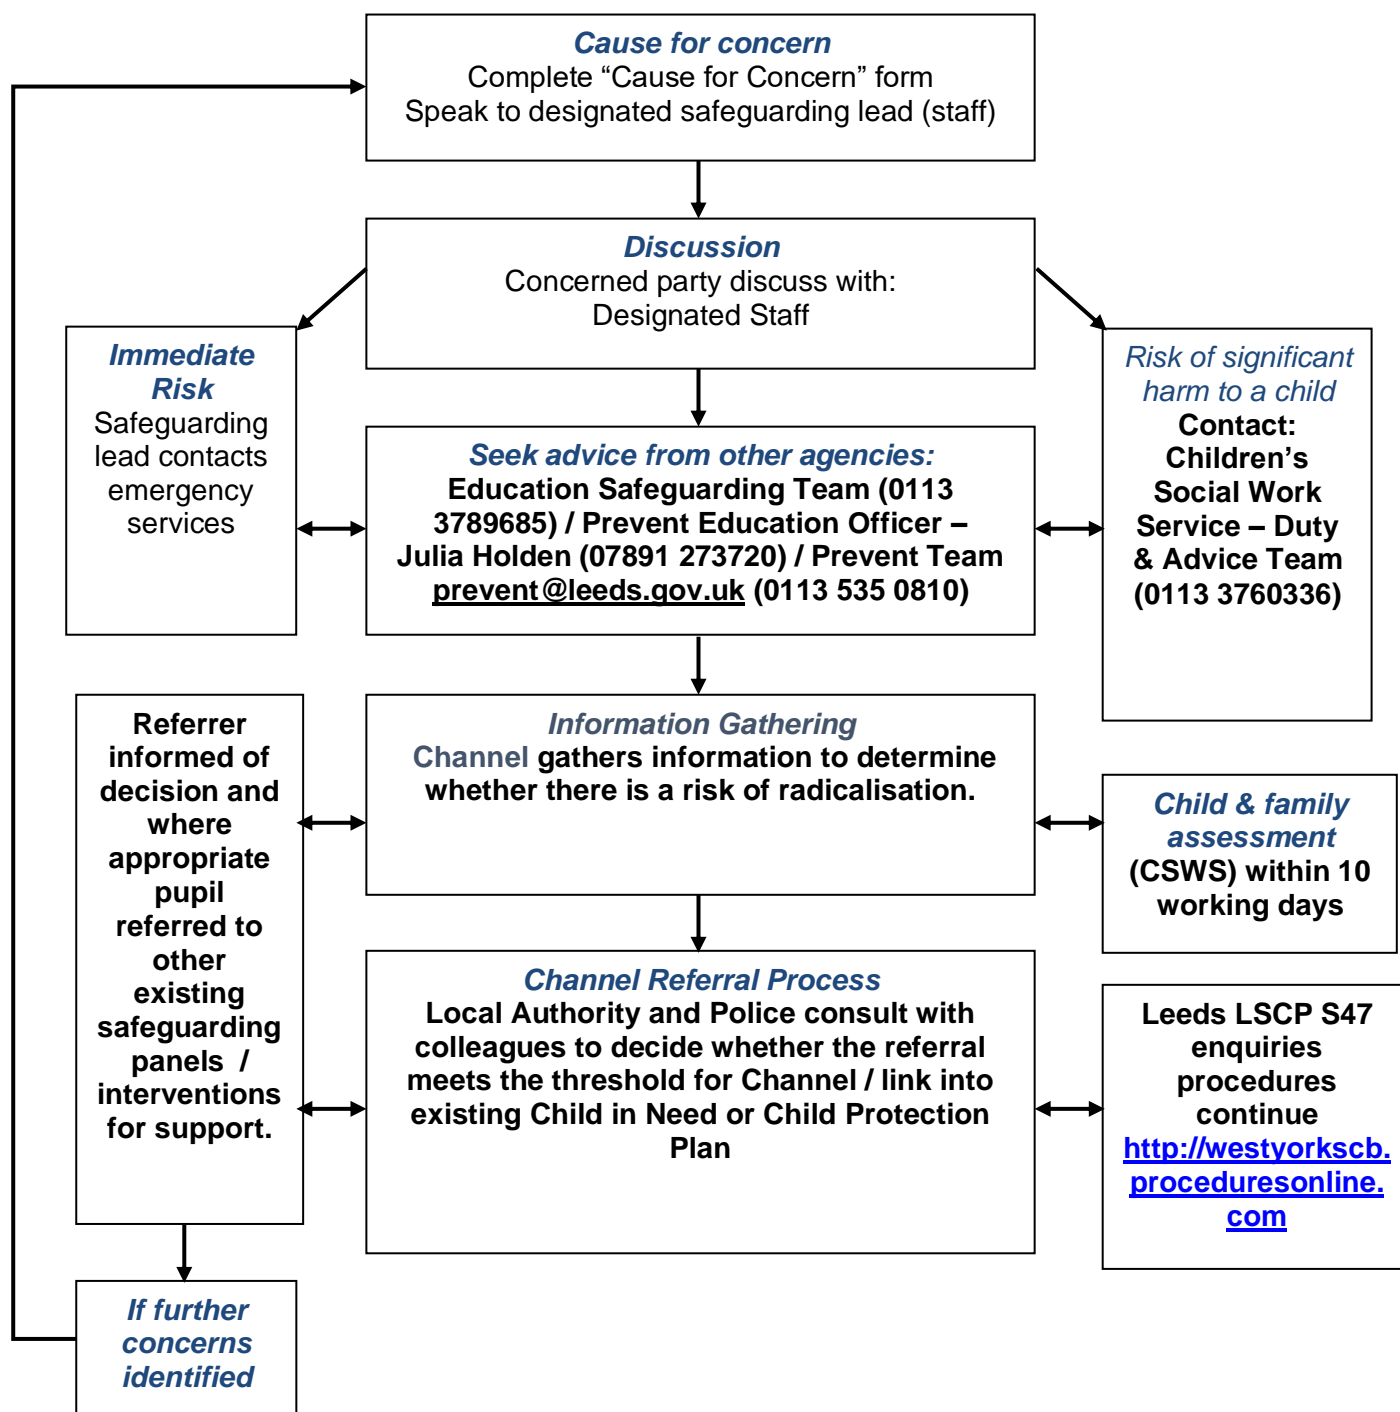 Cause for concern
Complete “Cause for Concern” form
Speak to designated safeguarding lead (staff)
Discussion
Concerned party discuss with:
Designated Staff
Immediate
Risk
Safeguarding
lead contacts
emergency
services
Seek advice from other agencies:
Education Safeguarding Team (0113
3789685) / Prevent Education Officer –
Julia Holden (07891 273720) / Prevent Team
prevent@leeds.gov.uk (0113 535 0810)
Risk of significant
harm to a child
Contact:
Children’s
Social Work
Service – Duty
& Advice Team
(0113 3760336)
Referrer
informed of
decision and
where
appropriate
pupil
referred to
other
existing
safeguarding
panels /
interventions
for support.
Information Gathering
Channel gathers information to determine
whether there is a risk of radicalisation.
Child & family
assessment
(CSWS) within 10
working days
Channel Referral Process
Local Authority and Police consult with
colleagues to decide whether the referral
meets the threshold for Channel / link into
existing Child in Need or Child Protection
Plan
Leeds LSCP S47
enquiries
procedures
continue
http://westyorkscb.
proceduresonline.
com
If further
concerns
identified